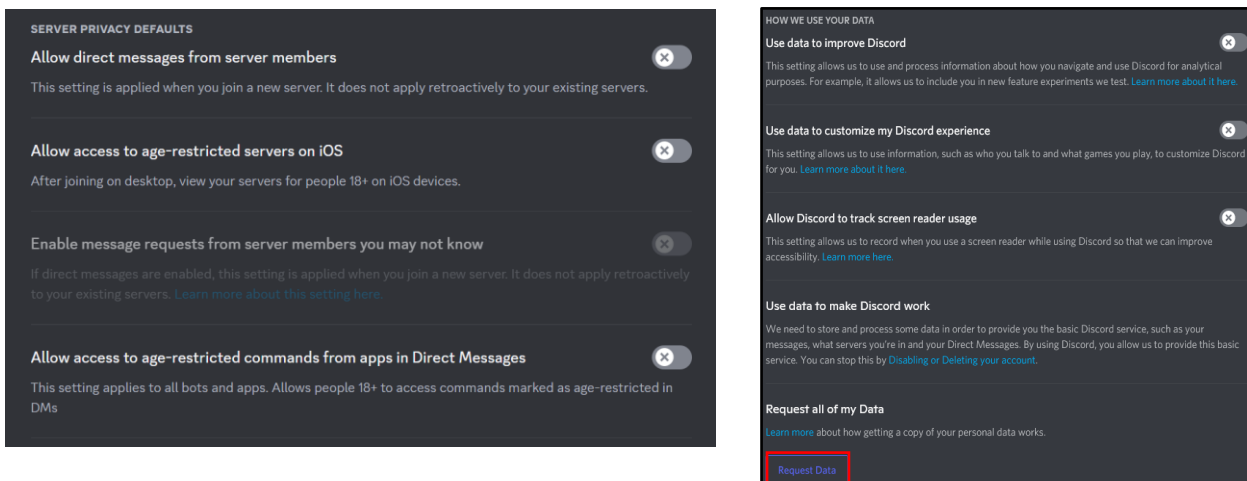 SERVER PRIVACY DEFAULTS
Allow direct messages from server members
This setting is applied when you join a new server. It does not apply retroactively to your existing servers.
Allow access to age-restricted servers on iOS
After joining on desktop, view your servers for people 18+ on iOS devices.
Enable message requests from server members you may not know
If direct messages are enabled, this setting is applied when you join a new server. It does not apply retroactively
to your existing servers. Learn more about this setting here.
Allow access to age-restricted commands from apps in Direct Messages
This setting applies to all bots and apps. Allows people 18+ to access commands marked as age-restricted in
DMs
HOW WE USE YOUR DATA
Use data to improve Discord
This setting allows us to use and process information about how you navigate and use Discord for analytical
purposes. For example, it allows us to include you in new feature experiments we test. Learn more about it here.
Use data to customize my Discord experience
This setting allows us to use information, such as who you talk to and what games you play, to customize Discord
for you. Learn more about it here.
Allow Discord to track screen reader usage
This setting allows us to record when you use a screen reader while using Discord so that we can improve
accessibility. Learn more here.
Use data to make Discord work
We need to store and process some data in order to provide you the basic Discord service, such as your
messages, what servers you're in and your Direct Messages. By using Discord, you allow us to provide this basic
service. You can stop this by Disabling or Deleting your account.
Request all of my Data
Learn more about how getting a copy of your personal data works.
Request Data